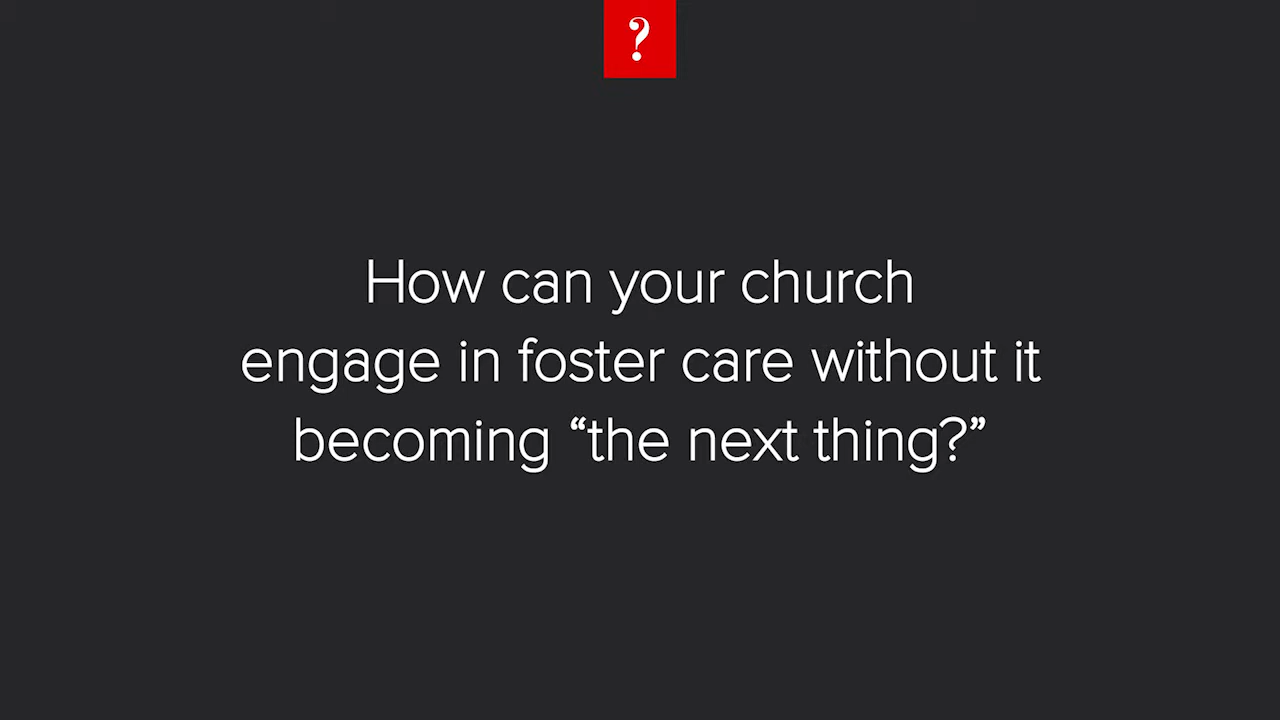 ?
How can your church
engage in foster care without it
becoming “the next thing?”